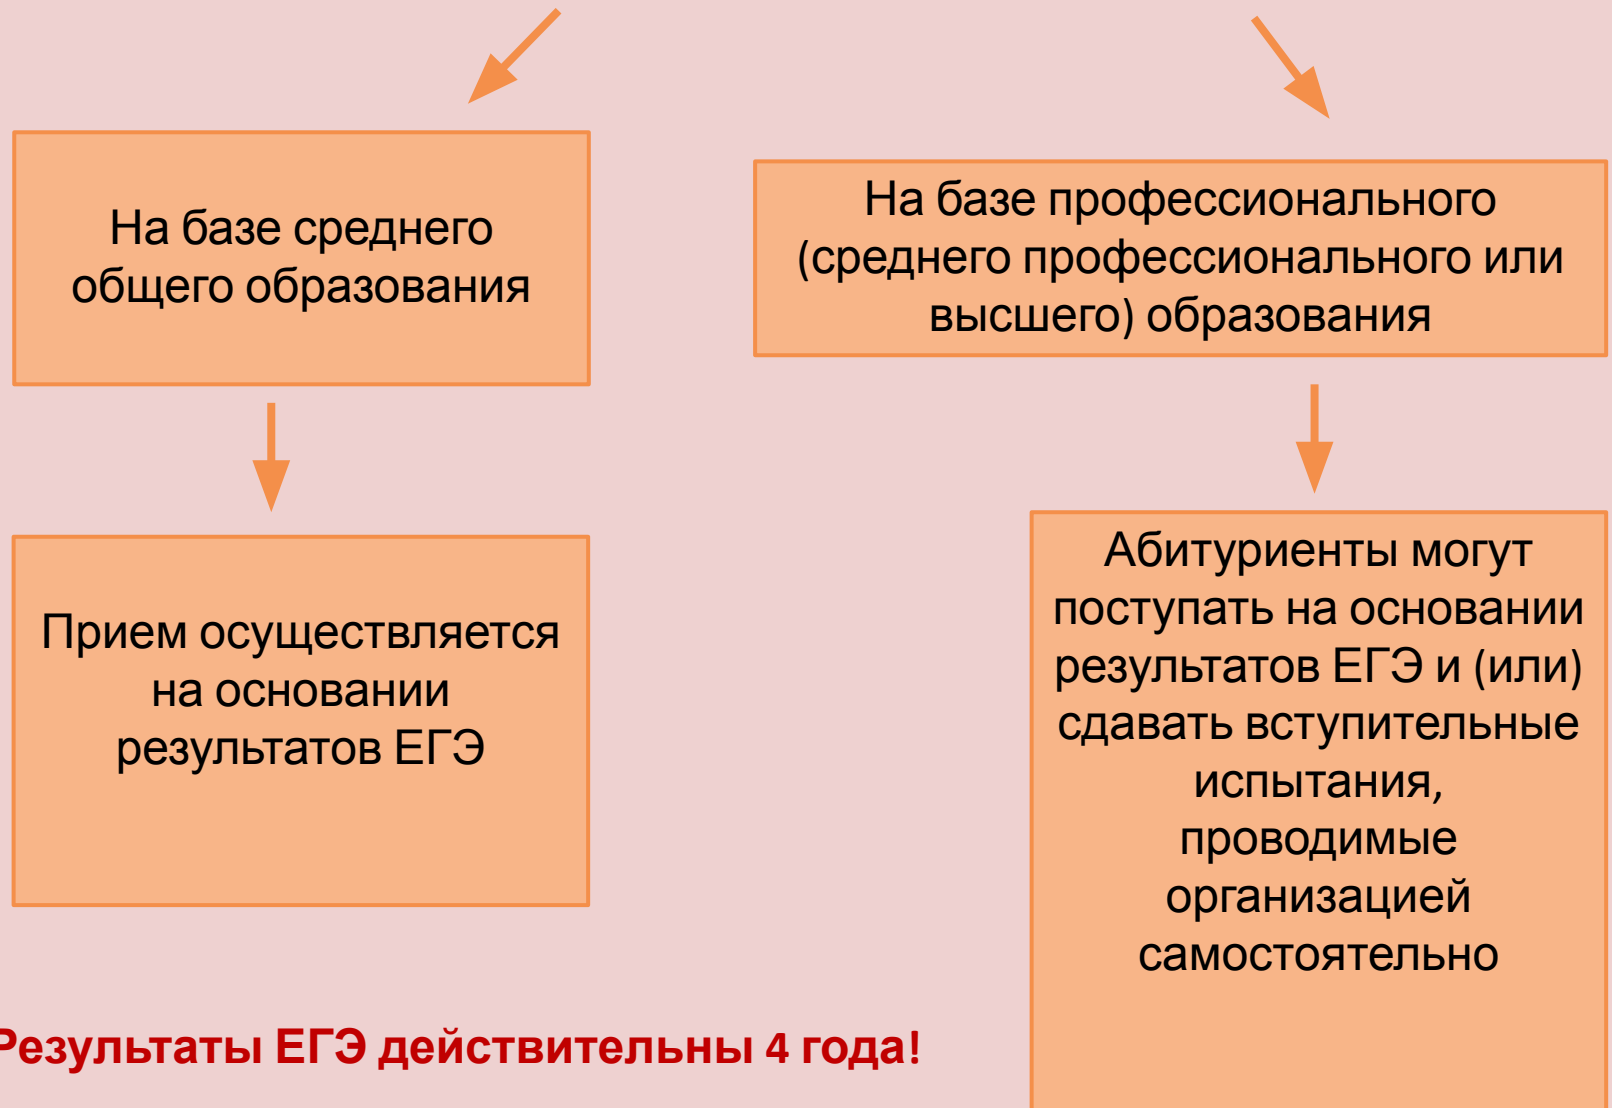 На базе среднего
общего образования
На базе профессионального
(среднего профессионального или
высшего) образования
Прием осуществляется
на основании
результатов ЕГЭ
Абитуриенты могут
поступать на основании
результатов ЕГЭ и (или)
сдавать вступительные
испытания,
проводимые
организацией
самостоятельно
Результаты ЕГЭ действительны 4 года!